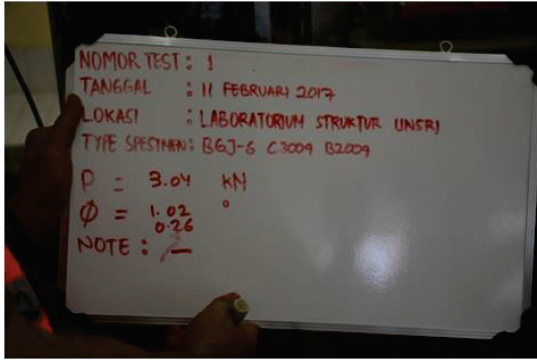 NOMOR TEST : 1
TANGGAL : 11 FEBRUARI 2017
LOKASI : LABORATORIUM STRUKTUR UNSRI
TYPE SPESIMEN : BGJ-6 C3009 B2009
P = 3.04 KN
Φ = 1.02 °
0.26
NOTE : –